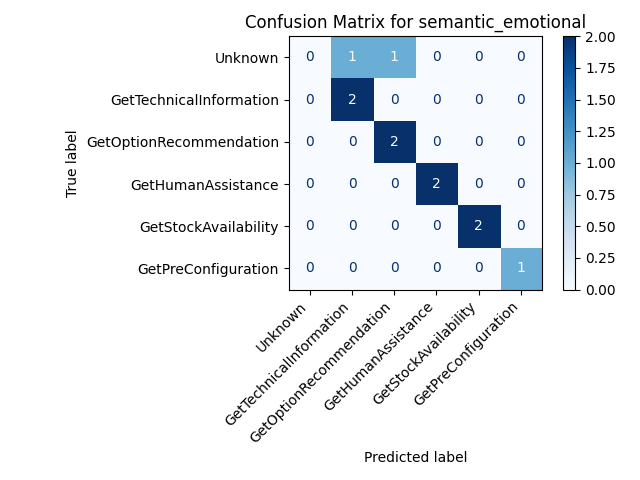 Confusion Matrix for semantic_emotional
True label
Unknown 0 1 1 0 0 0
GetTechnicalInformation 0 2 0 0 0 0
GetOptionRecommendation 0 0 2 0 0 0
GetHumanAssistance 0 0 0 2 0 0
GetStockAvailability 0 0 0 0 2 0
GetPreConfiguration 0 0 0 0 0 1
Unknown
GetTechnicalInformation
GetOptionRecommendation
GetHumanAssistance
GetStockAvailability
GetPreConfiguration
Predicted label
2.00
1.75
1.50
1.25
1.00
0.75
0.50
0.25
0.00